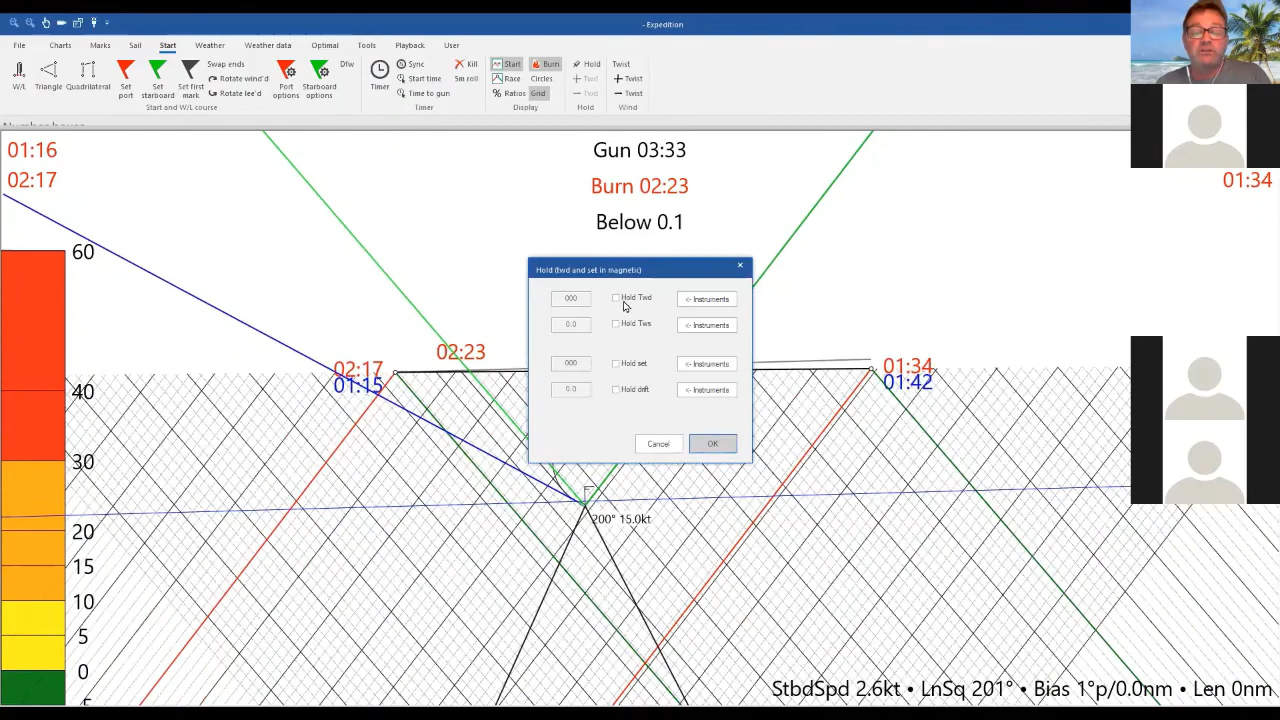 - Expedition
File Charts Marks Sail Start Weather Weather data Optimal Tools Playback User
W/L Triangle Quadrilateral Set port Set starboard Set first mark
Swap ends
Rotate wind'd
Rotate lee'd
Port options Starboard options
Dfw
Start and W/L course
Timer
Sync
Start time
Time to gun
Kill
5m roll
Timer
Start Burn
Race Circles
Ratios Grid
Display
Hold
Twd
Twd
Hold
Twist
Twist
Twist
Wind
01:16
02:17
Gun 03:33
Burn 02:23
Below 0.1
01:34
60
40
30
20
15
10
5
0
Hold (twd and set in magnetic)
000 Hold Twd <- Instruments
0.0 Hold Tws <- Instruments
000 Hold set <- Instruments
0.0 Hold drift <- Instruments
Cancel OK
02:23
02:17
01:15
01:34
01:42
200° 15.0kt
StbdSpd 2.6kt • LnSq 201° • Bias 1°p/0.0nm • Len 0nm